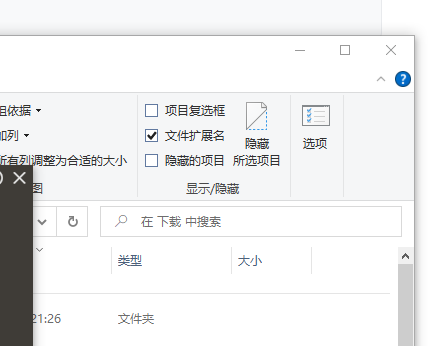 组依据
项目复选框
加列
文件扩展名
隐藏
所选项目
选项
所有列调整为合适的大小
隐藏的项目
图
显示/隐藏
在 下载 中搜索
类型
大小
21:26
文件夹